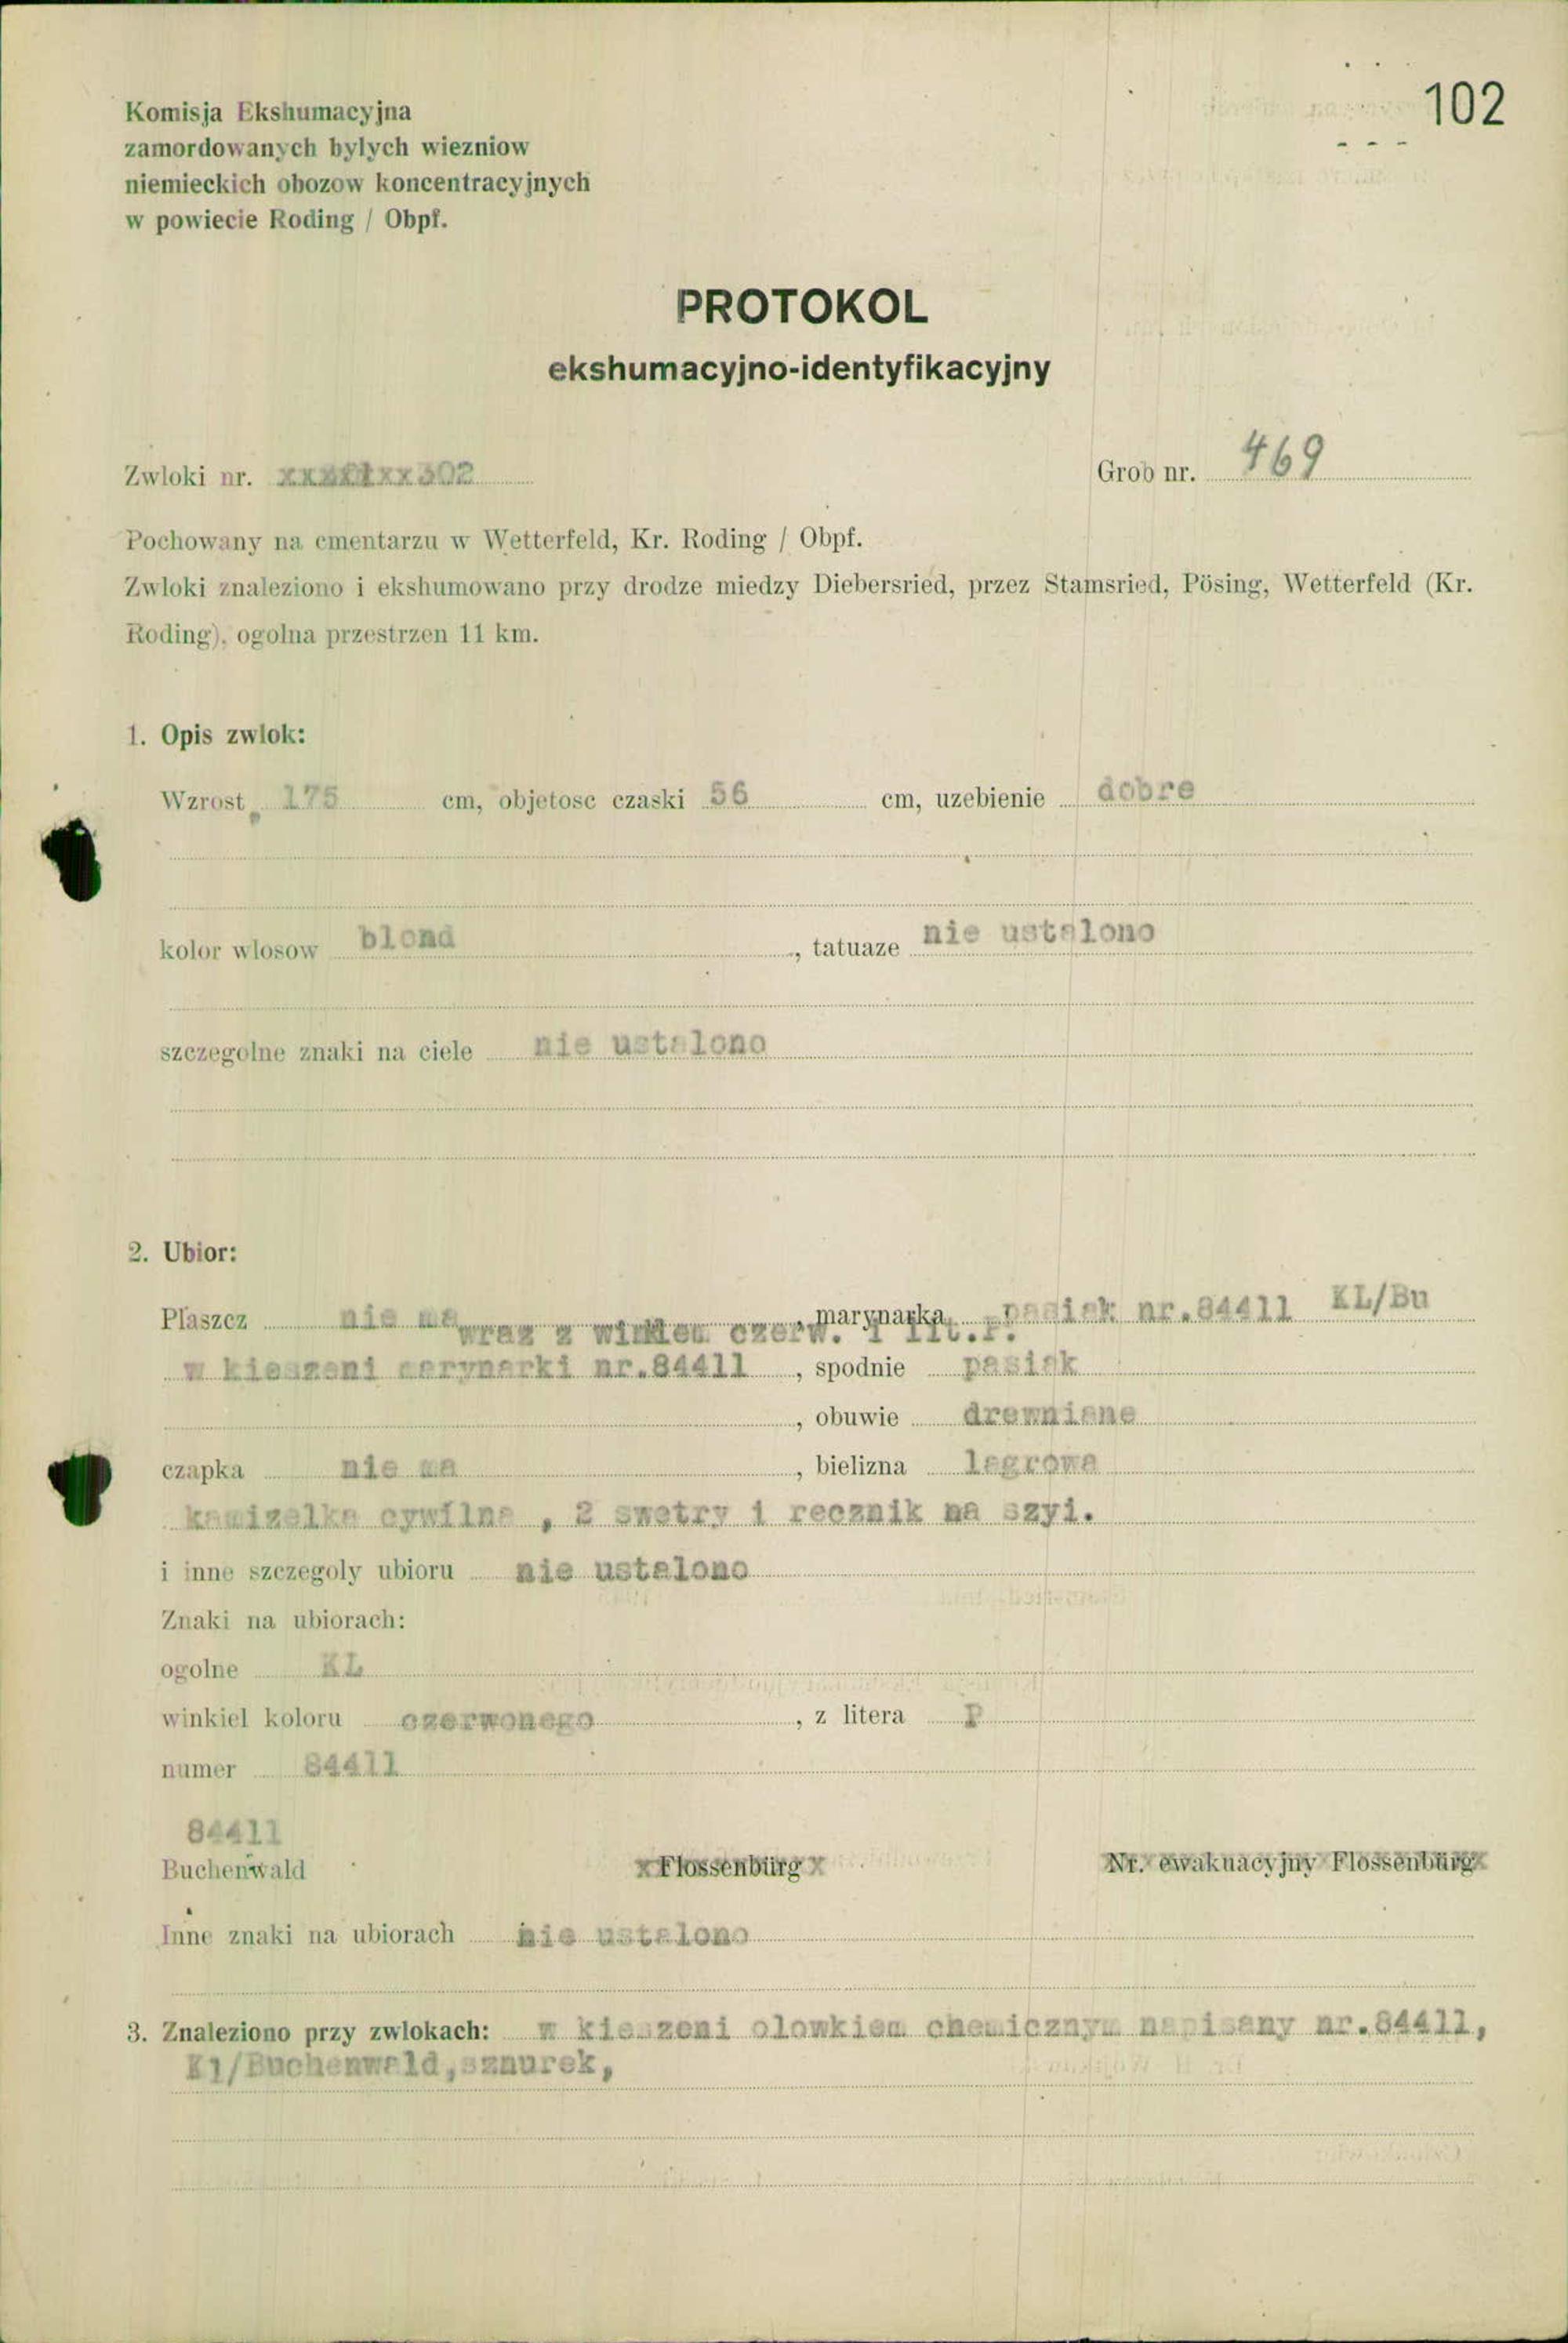 102
Komisja Ekshumacyjna
zamordowanych bylych wiezniow
niemieckich obozow koncentracyjnych
w powiecie Roding / Obpf.
PROTOKOL
ekshumacyjno-identyfikacyjny
Zwloki nr. 302 Grob nr. 469
Pochowany na cmentarzu w Wetterfeld, Kr. Roding / Obpf.
Zwloki znaleziono i ekshumowano przy drodze miedzy Diebersried, przez Stamsried, Pösing, Wetterfeld (Kr.
Roding), ogolna przestrzen 11 km.
1. Opis zwlok:
Wzrost 175 cm, objetosc czaski 56 cm, uzebienie dobre
kolor wlosow blond, tatuaze nie ustalono
szczegolne znaki na ciele nie ustalono
2. Ubior:
Plaszcz nie ma, marynarka pasiak nr.84411 KL/Bu
wraz z winklem czerw. i lit.P.
w kieszeni marynarki nr.84411, spodnie pasiak
, obuwie drewniane
czapka nie ma, bielizna lagrowa
kamizelka cywilna , 2 swetry i recznik na szyi.
i inne szczegoly ubioru nie ustalono
Znaki na ubiorach:
ogolne KL
winkiel koloru czerwonego, z litera P
numer 84411
84411
Buchenwald Flossenbürg Nr. ewakuacyjny Flossenbürg
Inne znaki na ubiorach nie ustalono
3. Znaleziono przy zwlokach: w kieszeni olowkiem chemicznym napisany nr.84411,
Kl/Buchenwald,sznurek,